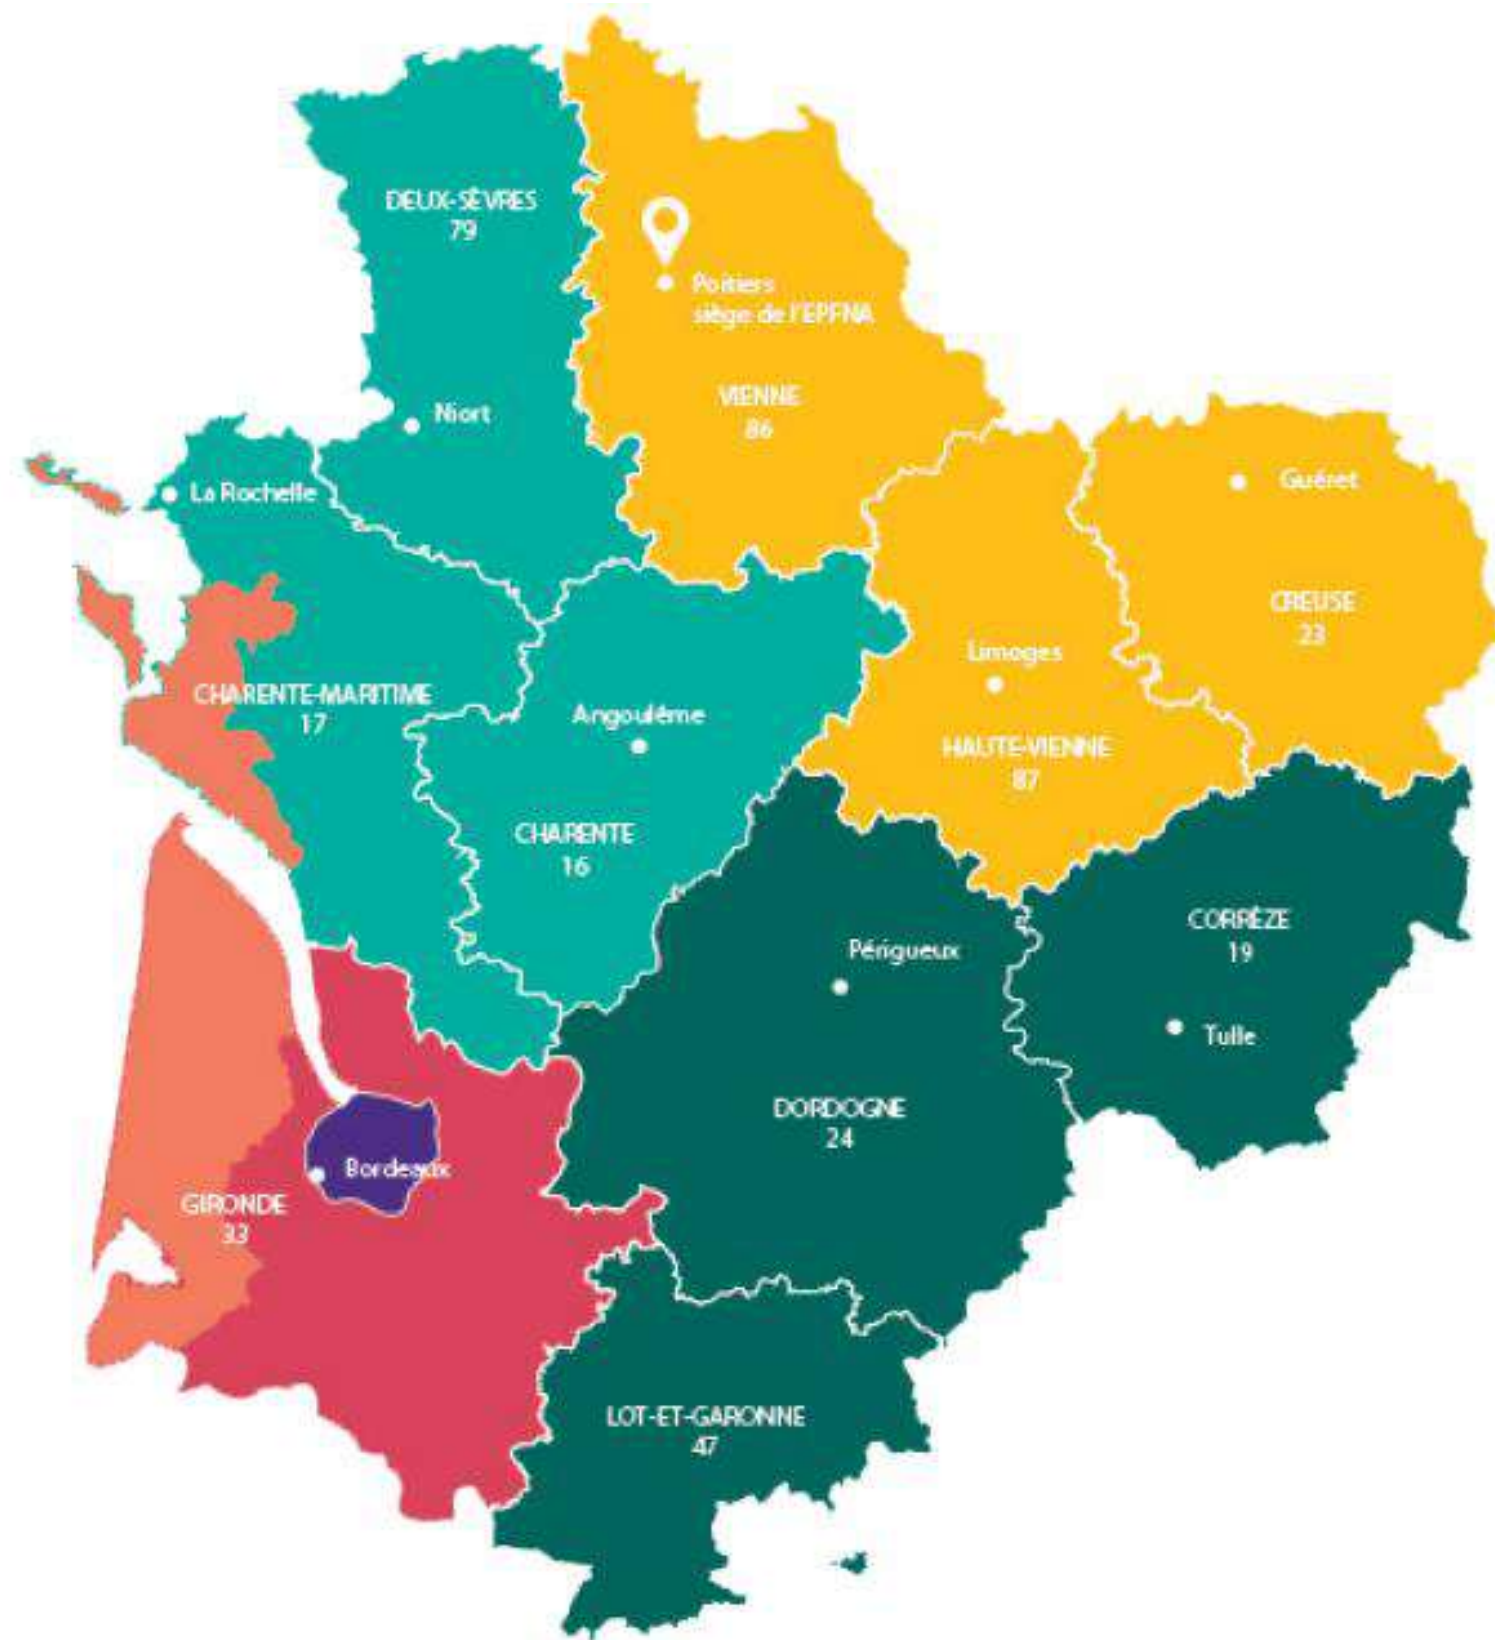 DEUX-SÈVRES
79
Poitiers
siège de l'EPFNA
VIENNE
86
Niort
La Rochelle
Guéret
CREUSE
23
Limoges
CHARENTE-MARITIME
17
Angoulême
HAUTE-VIENNE
87
CHARENTE
16
CORRÈZE
19
Périgueux
Tulle
DORDOGNE
24
Bordeaux
GIRONDE
33
LOT-ET-GARONNE
47